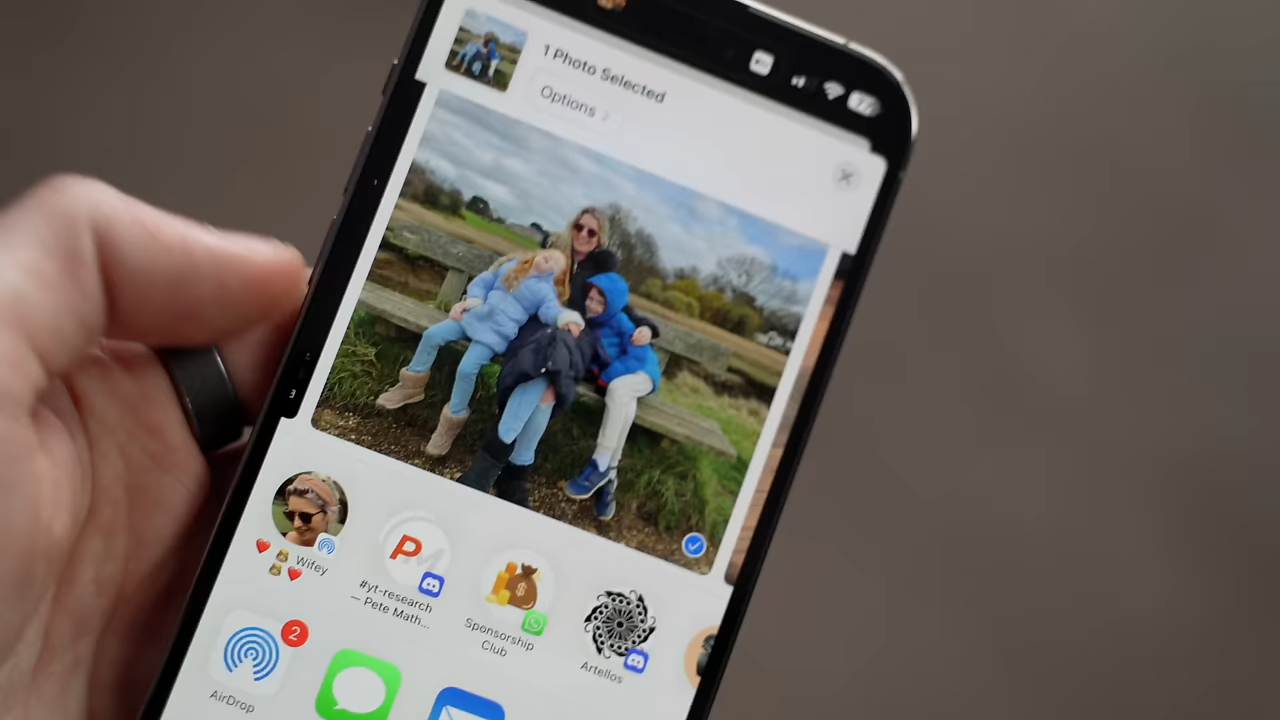 1 Photo Selected
Options
Wifey
#yt-research
— Pete Math...
Sponsorship
Club
Artellos
2
AirDrop